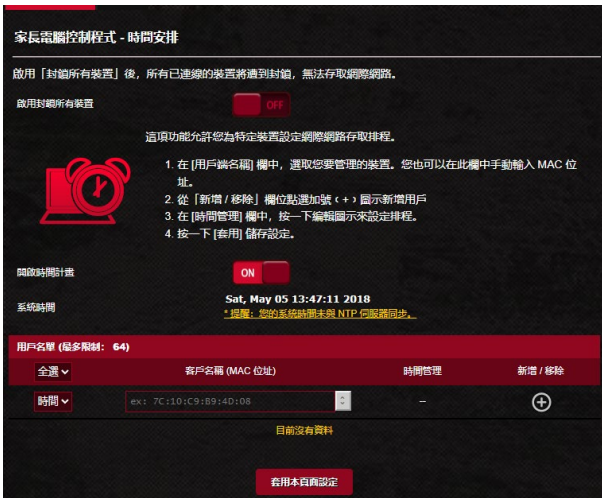 家長電腦控制程式 - 時間安排
啟用「封鎖所有裝置」後，所有已連線的裝置將遭到封鎖，無法存取網際網路。
啟用封鎖所有裝置
OFF
這項功能允許您為特定裝置設定網際網路存取排程。
1. 在 [用戶端名稱] 欄中，選取您要管理的裝置。您也可以在此欄中手動輸入 MAC 位
址。
2. 從「新增 / 移除」欄位點選加號 ( + ) 圖示新增用戶
3. 在 [時間管理] 欄中，按一下編輯圖示來設定排程。
4. 按一下 [套用] 儲存設定。
開啟時間計畫
ON
系統時間
Sat, May 05 13:47:11 2018
* 提醒：您的系統時間未與 NTP 伺服器同步。
用戶名單 (最多限制: 64)
全選 客戶名稱 (MAC 位址) 時間管理 新增 / 移除
時間 ex: 7C:10:C9:B9:4D:08 --
目前沒有資料
套用本頁面設定